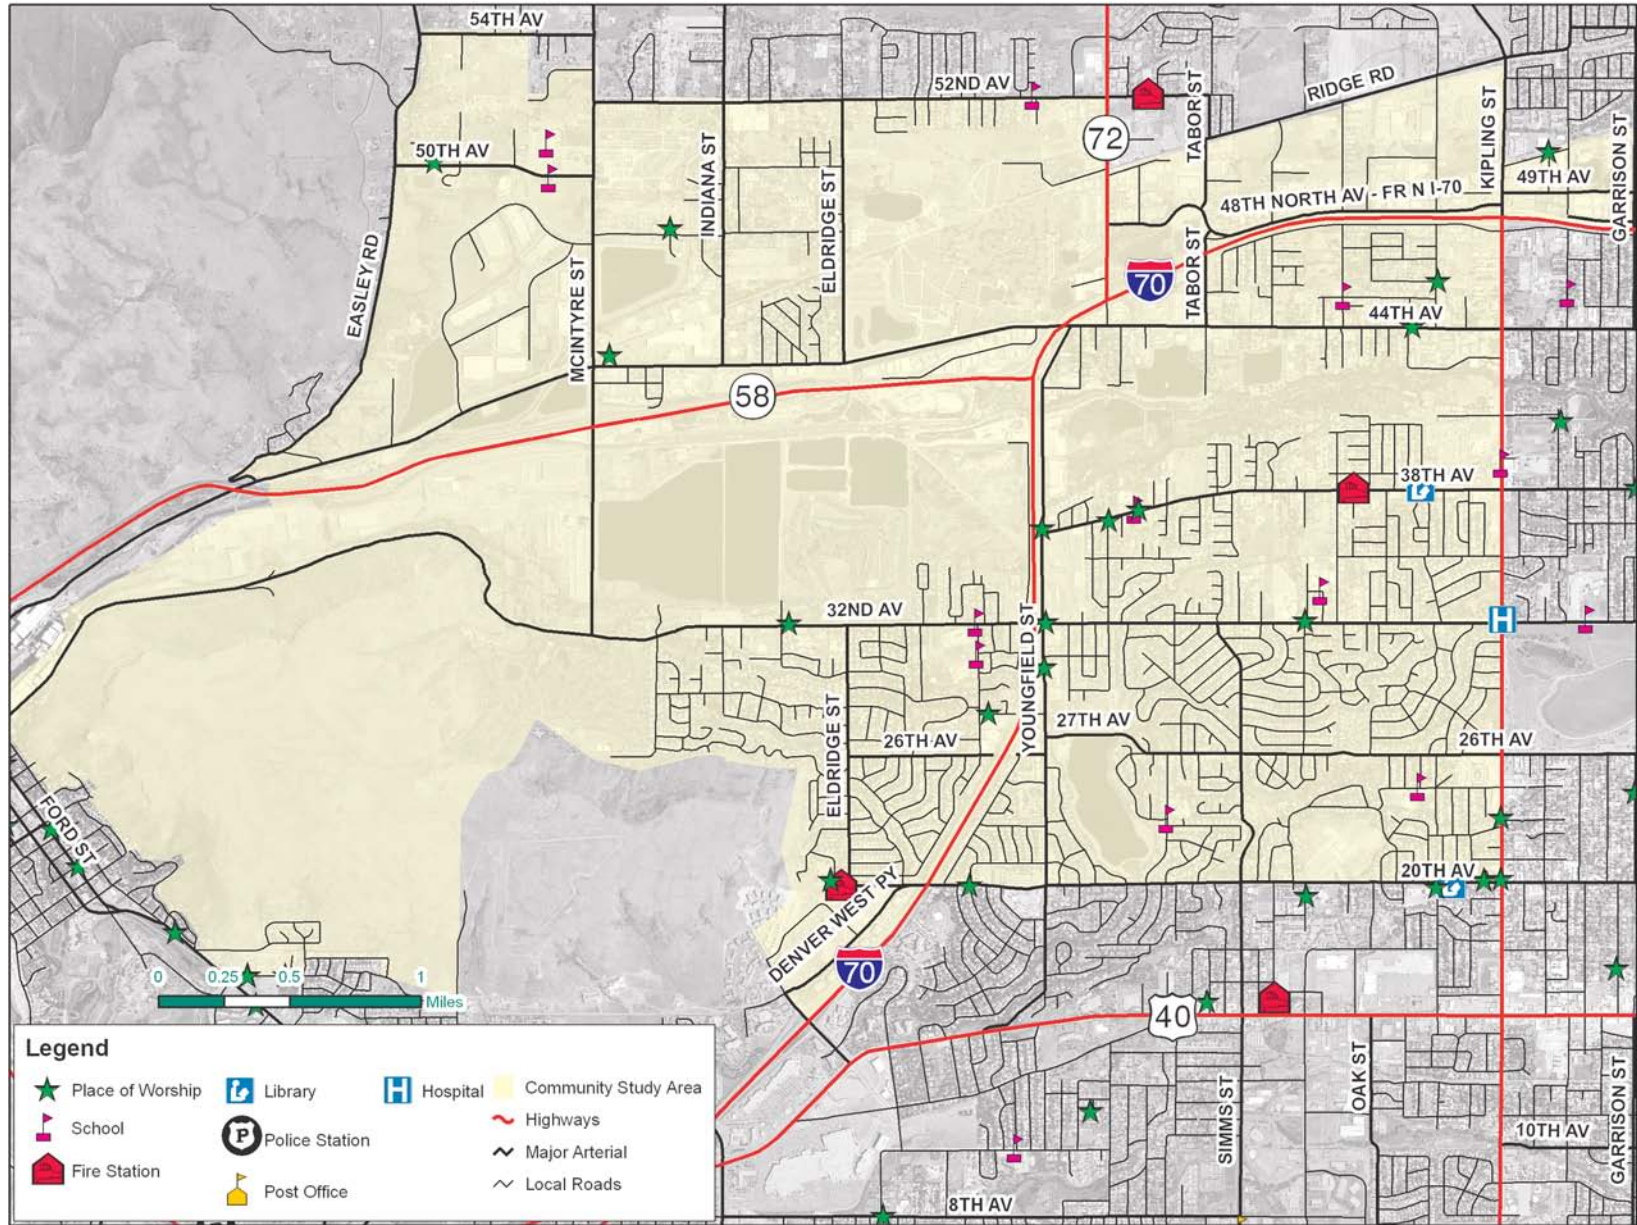 54TH AV
52ND AV
RIDGE RD
TABOR ST
72
KIPLING ST
GARRISON ST
50TH AV
INDIANA ST
ELDRIDGE ST
49TH AV
48TH NORTH AV - FR N I-70
EASLEY RD
MCINTYRE ST
TABOR ST
70
44TH AV
58
38TH AV
32ND AV
YOUNGFIELD ST
ELDRIDGE ST
27TH AV
26TH AV
26TH AV
FORD ST
20TH AV
DENVER WEST PY
70
0 0.25 0.5 1
Miles
40
H
Legend
Place of Worship
Library
H Hospital
Community Study Area
School
P Police Station
Highways
Major Arterial
Fire Station
Post Office
Local Roads
SIMMS ST
OAK ST
10TH AV
GARRISON ST
8TH AV